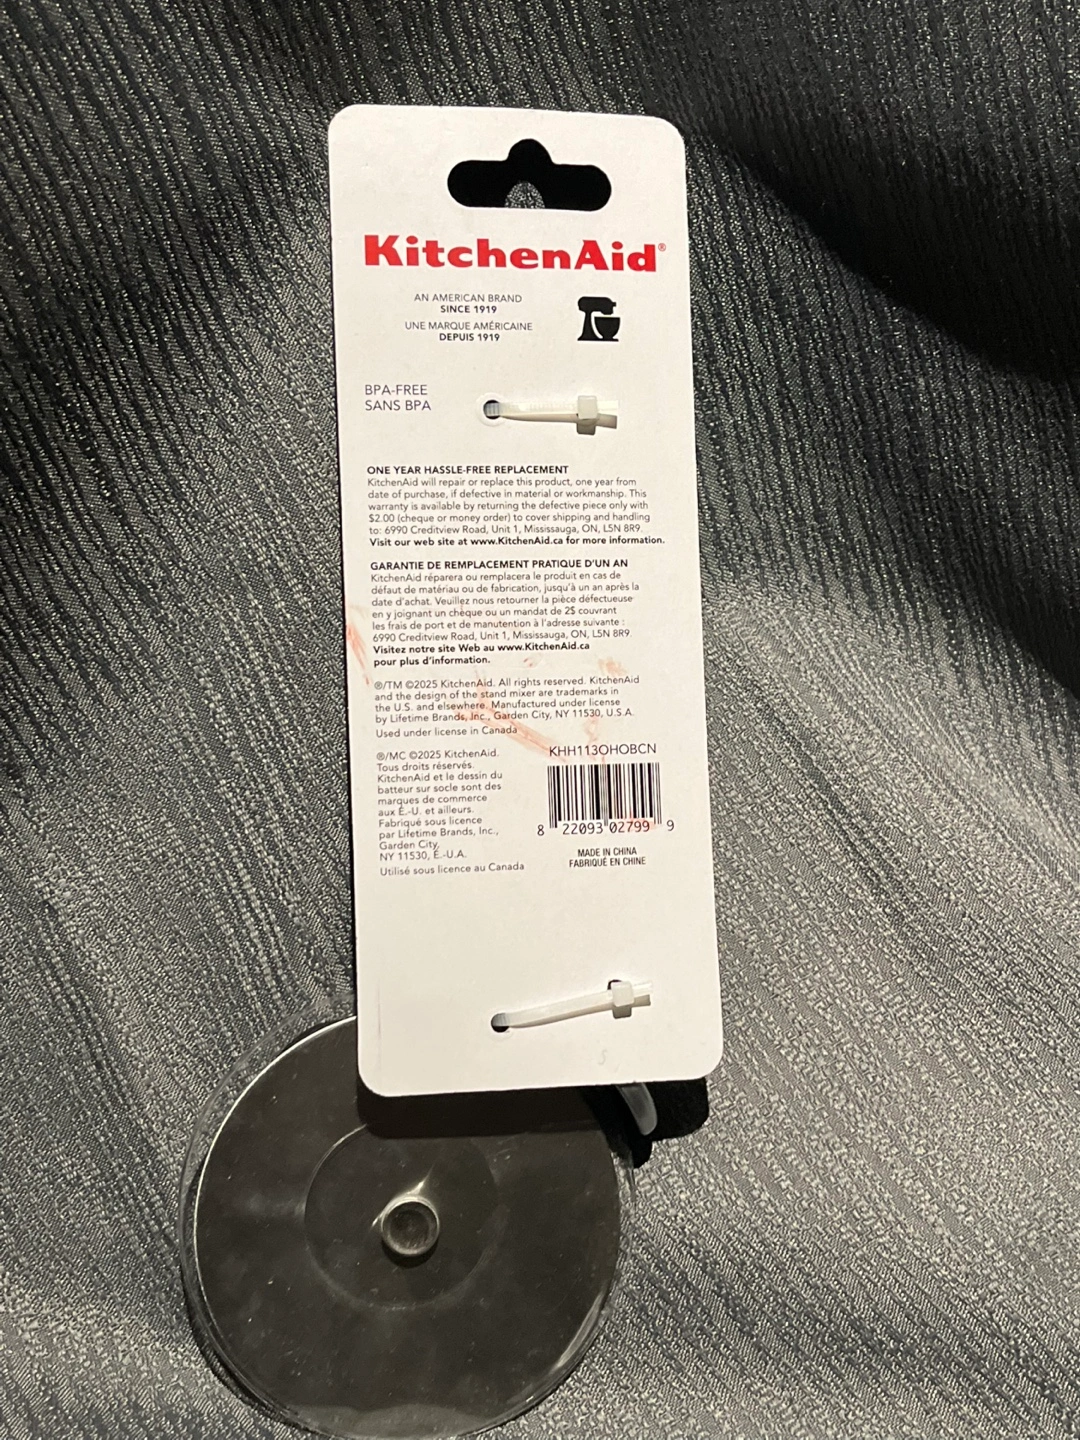 KitchenAid®
AN AMERICAN BRAND
SINCE 1919
UNE MARQUE AMÉRICAINE
DEPUIS 1919
BPA-FREE
SANS BPA
ONE YEAR HASSLE-FREE REPLACEMENT
KitchenAid will repair or replace this product, one year from
date of purchase, if defective in material or workmanship. This
warranty is available by returning the defective piece only with
$2.00 (cheque or money order) to cover shipping and handling
to: 6990 Creditview Road, Unit 1, Mississauga, ON, L5N 8R9.
Visit our web site at www.KitchenAid.ca for more information.
GARANTIE DE REMPLACEMENT PRATIQUE D'UN AN
KitchenAid réparera ou remplacera le produit en cas de
défaut de matériau ou de fabrication, jusqu'à un an après la
date d'achat. Veuillez nous retourner la pièce défectueuse
en y joignant un chèque ou un mandat de 2$ couvrant
les frais de port et de manutention à l'adresse suivante :
6990 Creditview Road, Unit 1, Mississauga, ON, L5N 8R9.
Visitez notre site Web au www.KitchenAid.ca
pour plus d'information.
®/TM ©2025 KitchenAid. All rights reserved. KitchenAid
and the design of the stand mixer are trademarks in
the U.S. and elsewhere. Manufactured under license
by Lifetime Brands, Inc., Garden City, NY 11530, U.S.A.
Used under license in Canada
®/MC ©2025 KitchenAid.
Tous droits réservés.
KitchenAid et le dessin du
batteur sur socle sont des
marques de commerce
aux É.-U. et ailleurs.
Fabriqué sous licence
par Lifetime Brands, Inc.,
Garden City,
NY 11530, É.-U.A.
Utilisé sous licence au Canada
KHH113OHOBCN
8 22093 02799 9
MADE IN CHINA
FABRIQUÉ EN CHINE